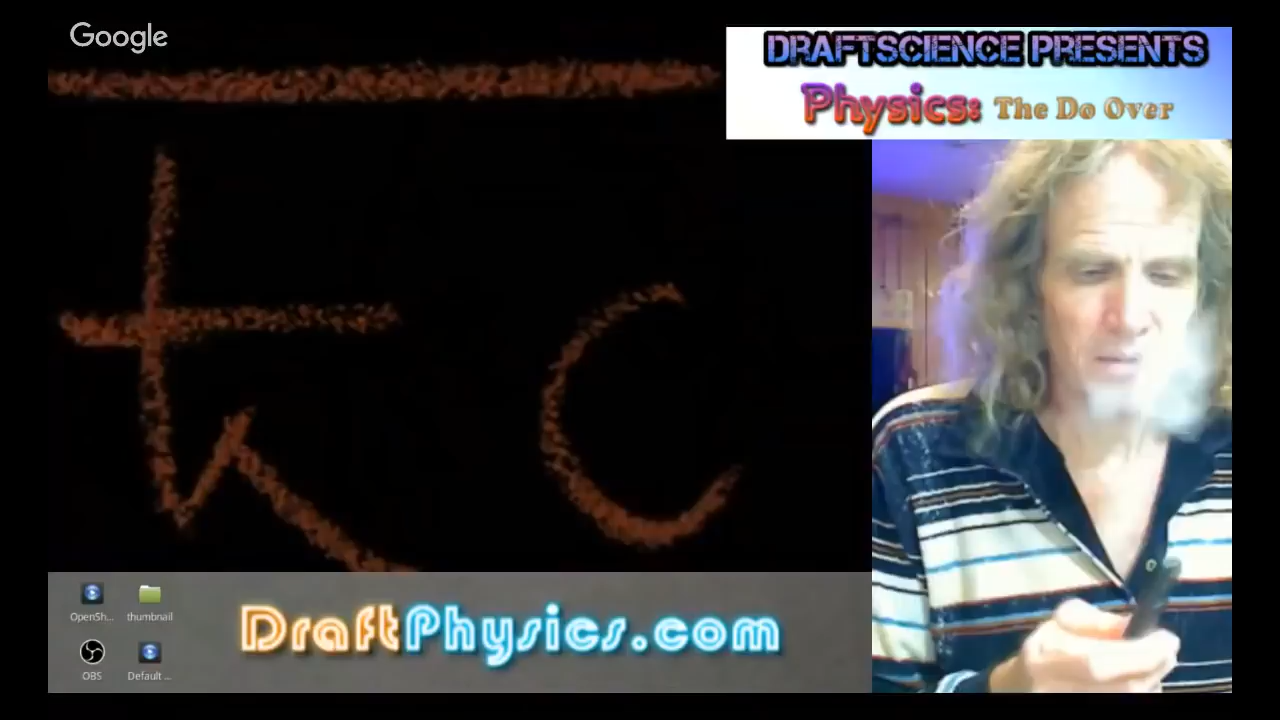 Google
DRAFTSCIENCE PRESENTS
Physics: The Do Over
ħ c
OpenSh...
thumbnail
DraftPhysics.com
OBS
Default ...